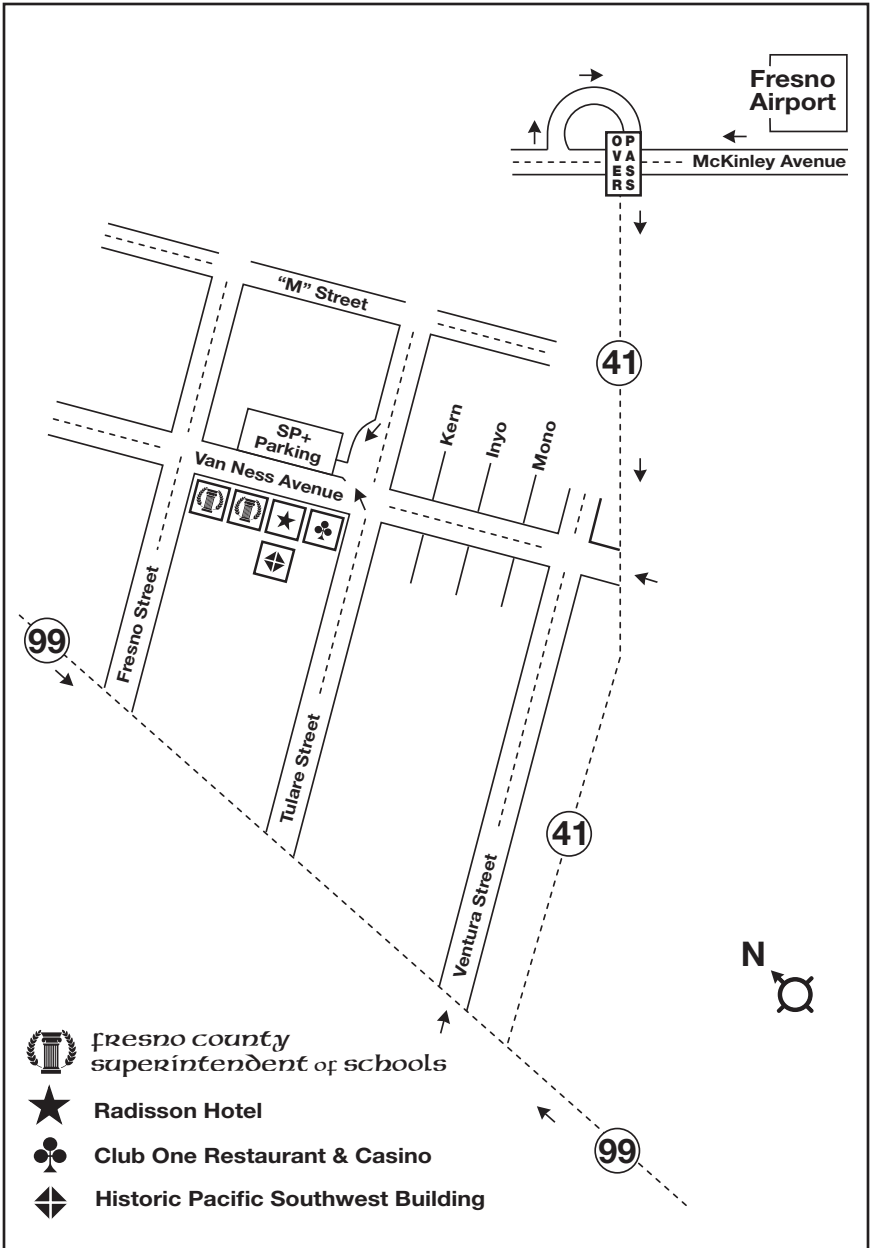 Fresno
Airport
OVER
PASS
McKinley Avenue
“M” Street
41
Kern
Inyo
Mono
SP+
Parking
Van Ness Avenue
99
Fresno Street
Tulare Street
41
Ventura Street
N
fresno county
superintendent of schools
Radisson Hotel
Club One Restaurant & Casino
99
Historic Pacific Southwest Building